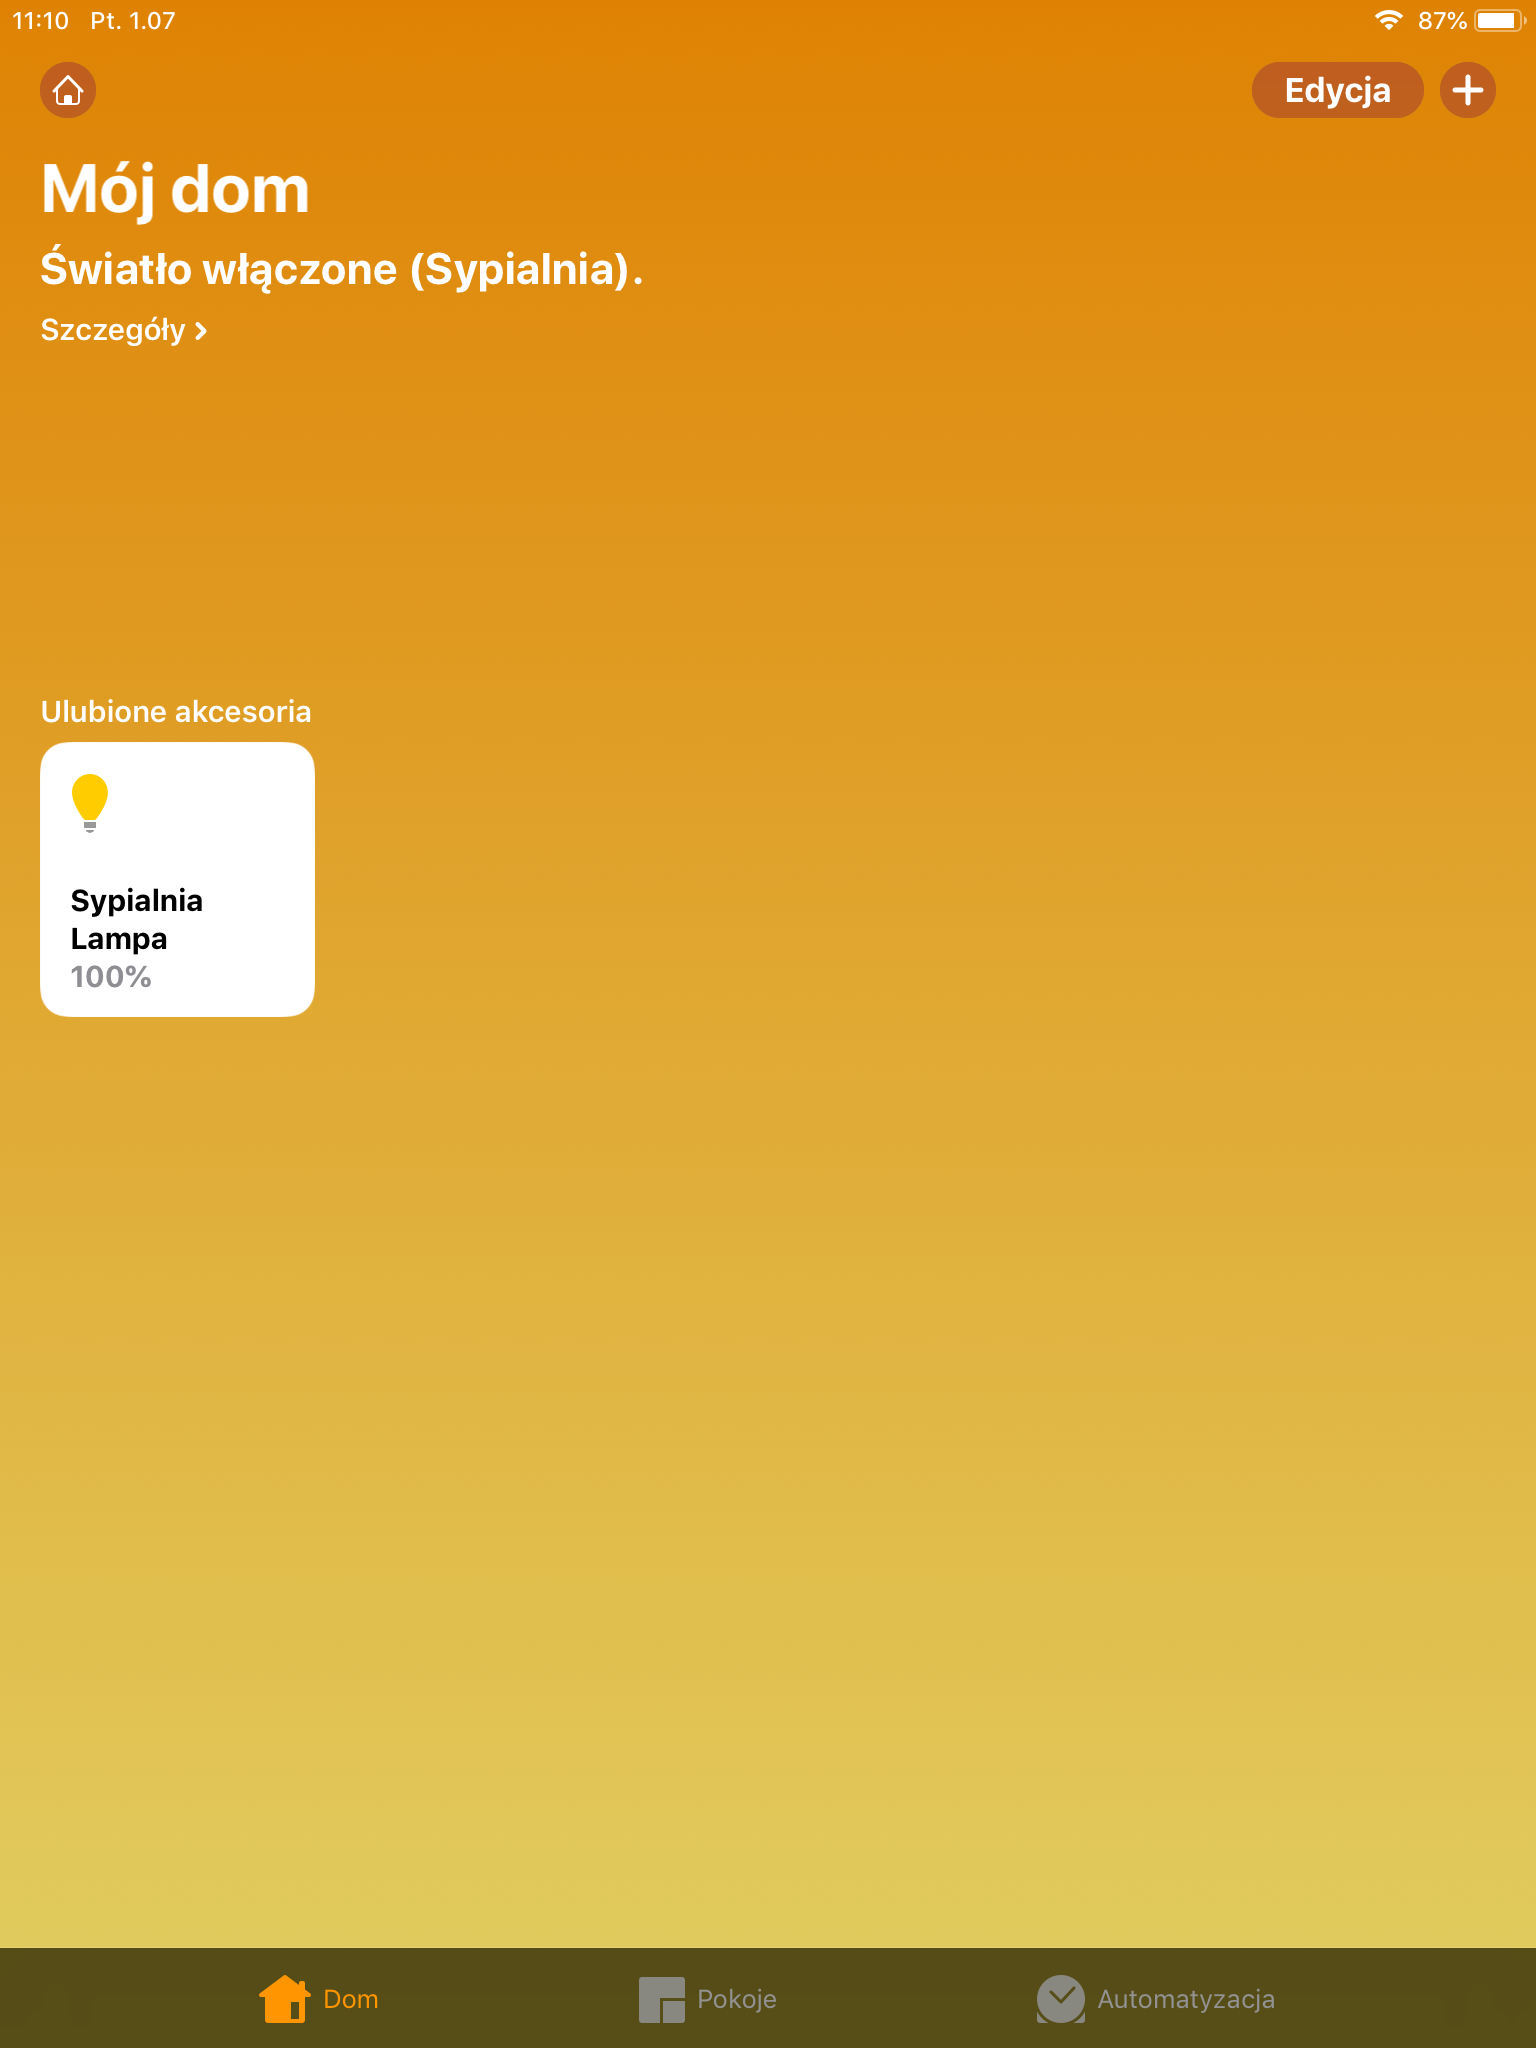 11:10 Pt. 1.07 87%
Edycja
Mój dom
Światło włączone (Sypialnia).
Szczegóły
Ulubione akcesoria
Sypialnia
Lampa
100%
Dom Pokoje Automatyzacja